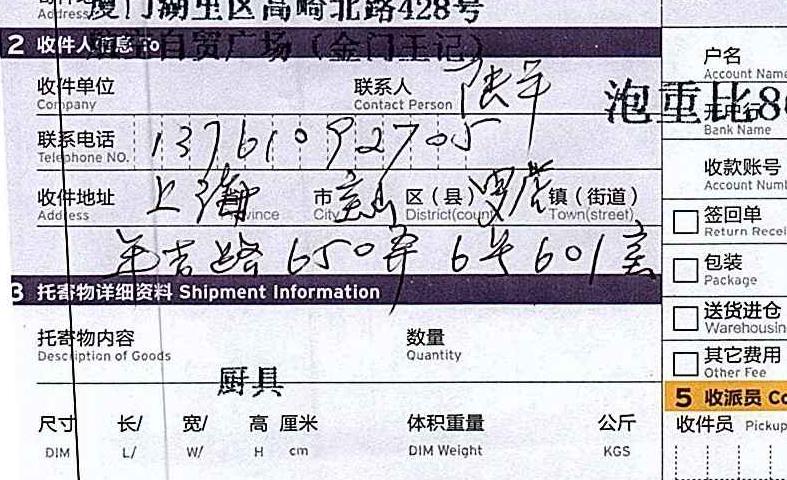 Address 厦门湖里区高崎北路428号
2 收件人信息 To 自贸广场(金门王记)
收件单位 联系人 张军 户名
Company Contact Person Account Name
泡重比80
开户行
Bank Name
联系电话 13761092705
Telephone NO.
收款账号
Account Numb
收件地址 上海 市 宝山 区(县) 罗店 镇(街道)
Address Province City District(county) Town(street)
签回单
Return Recei
年吉路650弄6号601室
包装
Package
3 托寄物详细资料 Shipment Information
送货进仓
Warehousin
托寄物内容 数量
Description of Goods Quantity
其它费用
Other Fee
厨具
5 收派员 Co
尺寸 长/ 宽/ 高 厘米 体积重量 公斤 收件员 Pickup
DIM L/ W/ H cm DIM Weight KGS